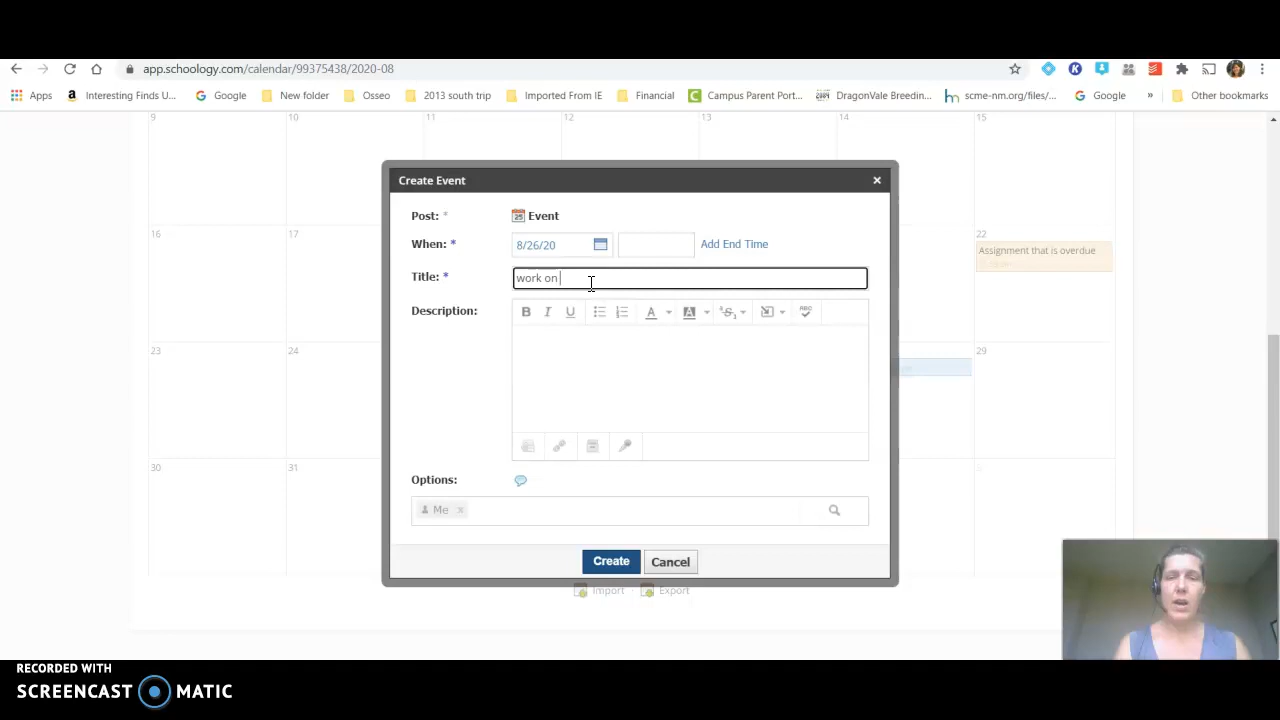 app.schoology.com/calendar/99375438/2020-08
Apps
Interesting Finds U...
Google
New folder
Osseo
2013 south trip
Imported From IE
Financial
Campus Parent Port...
DragonVale Breedin...
scme-nm.org/files/...
Google
»
Other bookmarks
9 10 11 12 13 14 15
Create Event
Post: * 25 Event
When: * 8/26/20 Add End Time
Title: * work on
Description: B I U A A S ABC
Options:
Me x
Create Cancel
16 17 22
Assignment that is overdue
23 24 29
30 31
Import · Export
RECORDED WITH
SCREENCAST MATIC